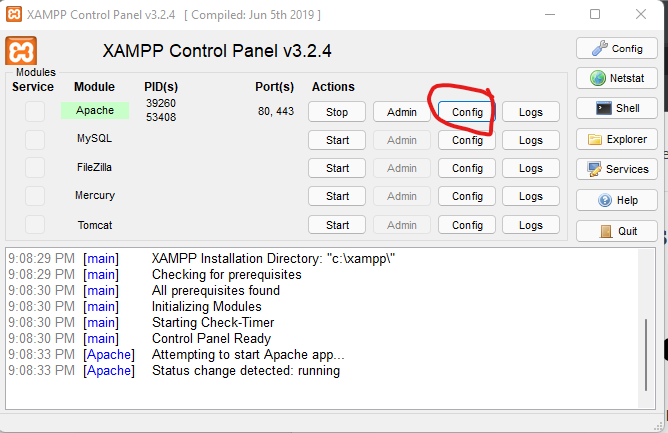 XAMPP Control Panel v3.2.4 [ Compiled: Jun 5th 2019 ]
XAMPP Control Panel v3.2.4
Config
Netstat
Shell
Explorer
Services
Help
Quit
Modules
Service Module PID(s) Port(s) Actions
Apache 39260 53408 80, 443 Stop Admin Config Logs
MySQL Start Admin Config Logs
FileZilla Start Admin Config Logs
Mercury Start Admin Config Logs
Tomcat Start Admin Config Logs
9:08:29 PM [main] XAMPP Installation Directory: "c:\xampp\"
9:08:29 PM [main] Checking for prerequisites
9:08:30 PM [main] All prerequisites found
9:08:30 PM [main] Initializing Modules
9:08:30 PM [main] Starting Check-Timer
9:08:30 PM [main] Control Panel Ready
9:08:33 PM [Apache] Attempting to start Apache app...
9:08:33 PM [Apache] Status change detected: running